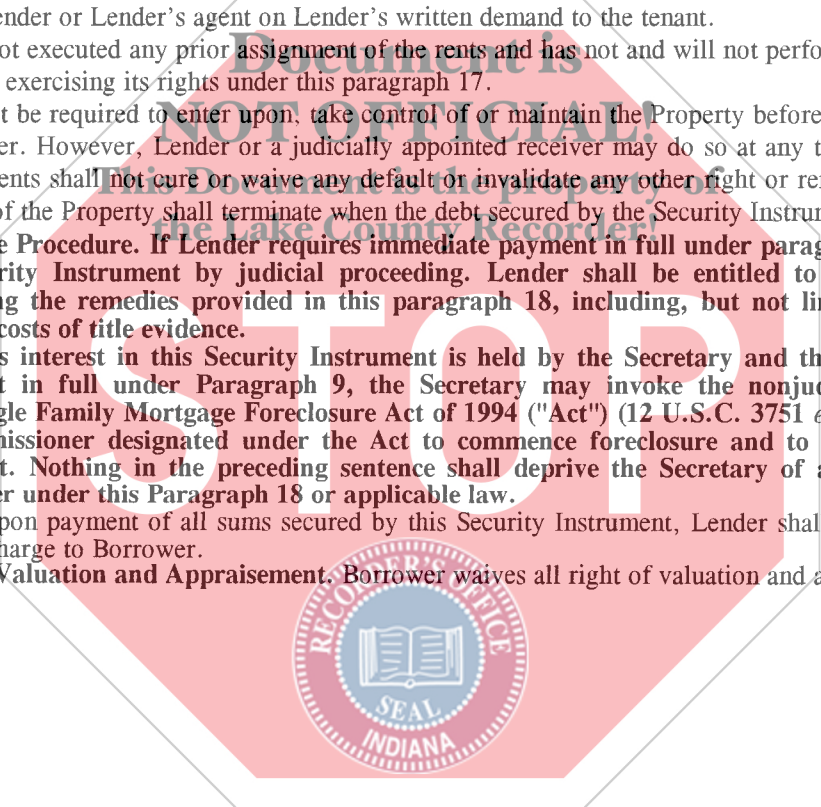 ender or Lender's agent on Lender's written demand to the tenant.
ot executed any prior assignment of the rents and has not and will not perfo
exercising its rights under this paragraph 17.
t be required to enter upon, take control of or maintain the Property before
er. However, Lender or a judicially appointed receiver may do so at any t
ents shall not cure or waive any default or invalidate any other right or re
of the Property shall terminate when the debt secured by the Security Instrum
e Procedure. If Lender requires immediate payment in full under parag
rity Instrument by judicial proceeding. Lender shall be entitled to
ng the remedies provided in this paragraph 18, including, but not li
costs of title evidence.
s interest in this Security Instrument is held by the Secretary and th
t in full under Paragraph 9, the Secretary may invoke the nonjud
gle Family Mortgage Foreclosure Act of 1994 ("Act") (12 U.S.C. 3751 e
missioner designated under the Act to commence foreclosure and to
t. Nothing in the preceding sentence shall deprive the Secretary of a
er under this Paragraph 18 or applicable law.
pon payment of all sums secured by this Security Instrument, Lender shal
harge to Borrower.
Valuation and Appraisement. Borrower waives all right of valuation and a
Document is
NOT OFFICIAL!
This Document is the property of
the Lake County Recorder!
STOP
RECORDER'S OFFICE
SEAL
INDIANA